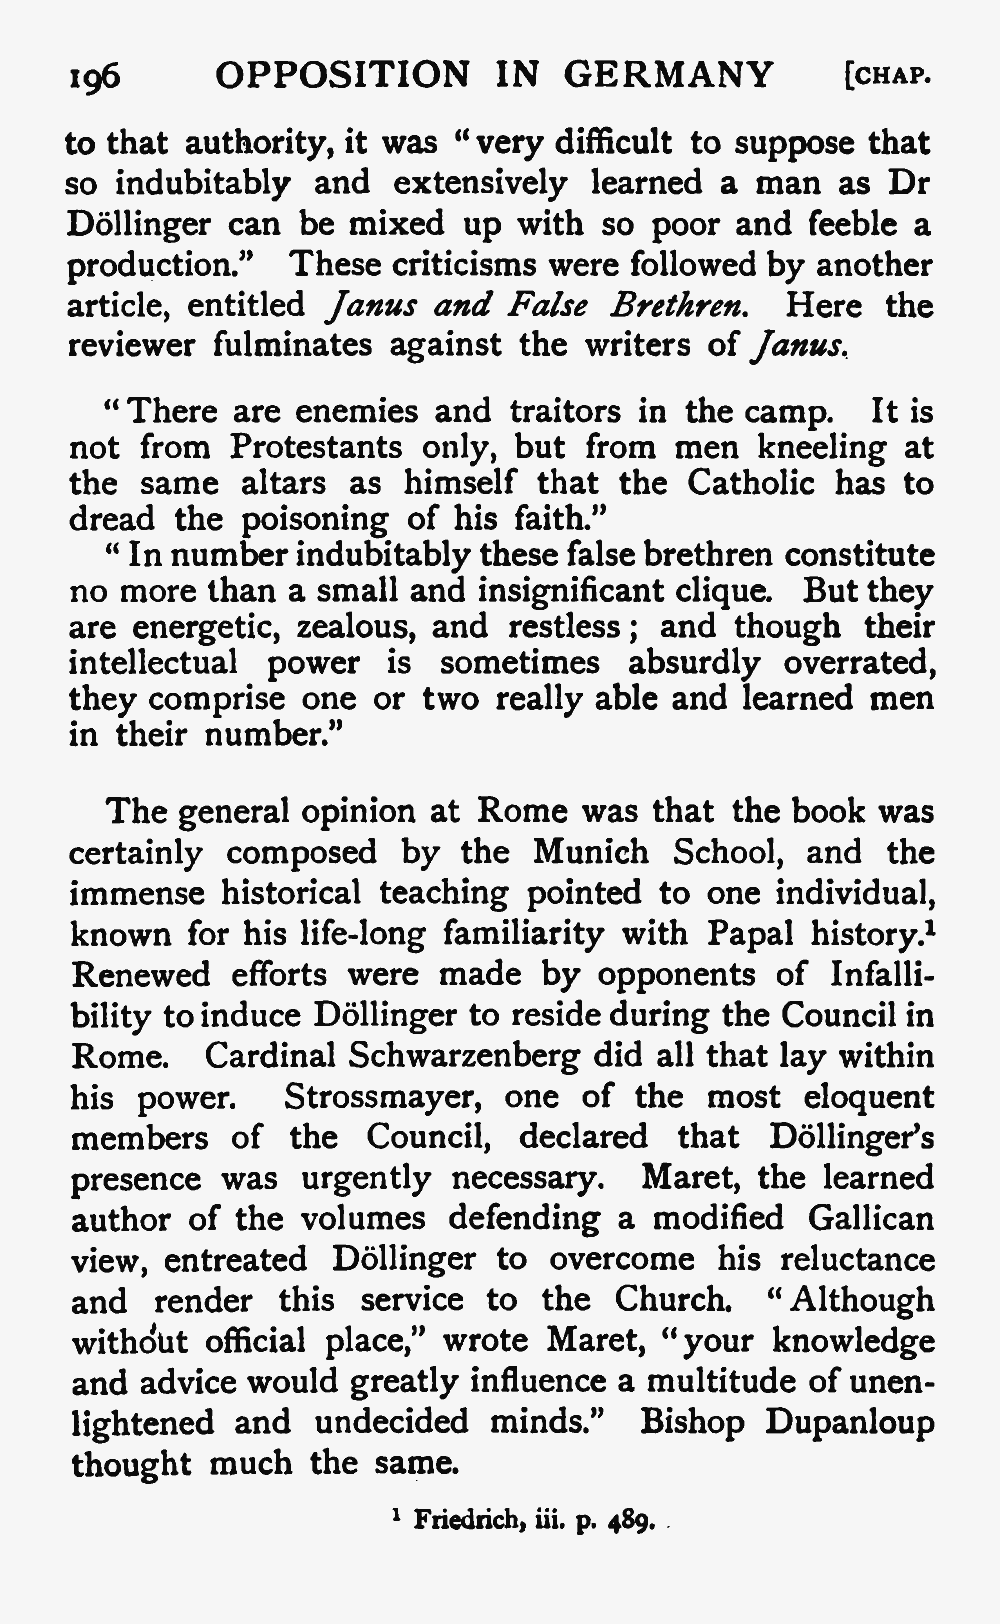 196 OPPOSITION IN GERMANY [CHAP.
to that authority, it was “very difficult to suppose that
so indubitably and extensively learned a man as Dr
Döllinger can be mixed up with so poor and feeble a
production.” These criticisms were followed by another
article, entitled Janus and False Brethren. Here the
reviewer fulminates against the writers of Janus.
“There are enemies and traitors in the camp. It is
not from Protestants only, but from men kneeling at
the same altars as himself that the Catholic has to
dread the poisoning of his faith.”
“In number indubitably these false brethren constitute
no more than a small and insignificant clique. But they
are energetic, zealous, and restless; and though their
intellectual power is sometimes absurdly overrated,
they comprise one or two really able and learned men
in their number.”
The general opinion at Rome was that the book was
certainly composed by the Munich School, and the
immense historical teaching pointed to one individual,
known for his life-long familiarity with Papal history.¹
Renewed efforts were made by opponents of Infalli-
bility to induce Döllinger to reside during the Council in
Rome. Cardinal Schwarzenberg did all that lay within
his power. Strossmayer, one of the most eloquent
members of the Council, declared that Döllinger’s
presence was urgently necessary. Maret, the learned
author of the volumes defending a modified Gallican
view, entreated Döllinger to overcome his reluctance
and render this service to the Church. “Although
without official place,” wrote Maret, “your knowledge
and advice would greatly influence a multitude of unen-
lightened and undecided minds.” Bishop Dupanloup
thought much the same.
¹ Friedrich, iii. p. 489.